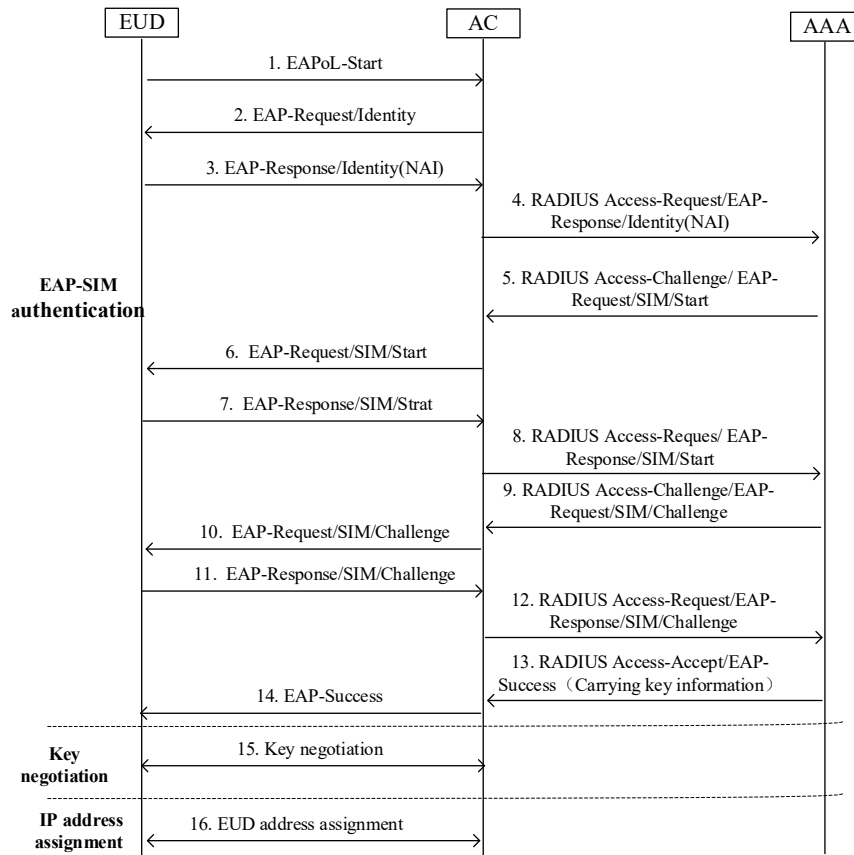 EUD
AC
AAA
1. EAPoL-Start
2. EAP-Request/Identity
3. EAP-Response/Identity(NAI)
4. RADIUS Access-Request/EAP-
Response/Identity(NAI)
EAP-SIM
authentication
5. RADIUS Access-Challenge/ EAP-
Request/SIM/Start
6. EAP-Request/SIM/Start
7. EAP-Response/SIM/Strat
8. RADIUS Access-Reques/ EAP-
Response/SIM/Start
9. RADIUS Access-Challenge/EAP-
Request/SIM/Challenge
10. EAP-Request/SIM/Challenge
11. EAP-Response/SIM/Challenge
12. RADIUS Access-Request/EAP-
Response/SIM/Challenge
13. RADIUS Access-Accept/EAP-
Success（Carrying key information）
14. EAP-Success
Key
negotiation
15. Key negotiation
IP address
assignment
16. EUD address assignment